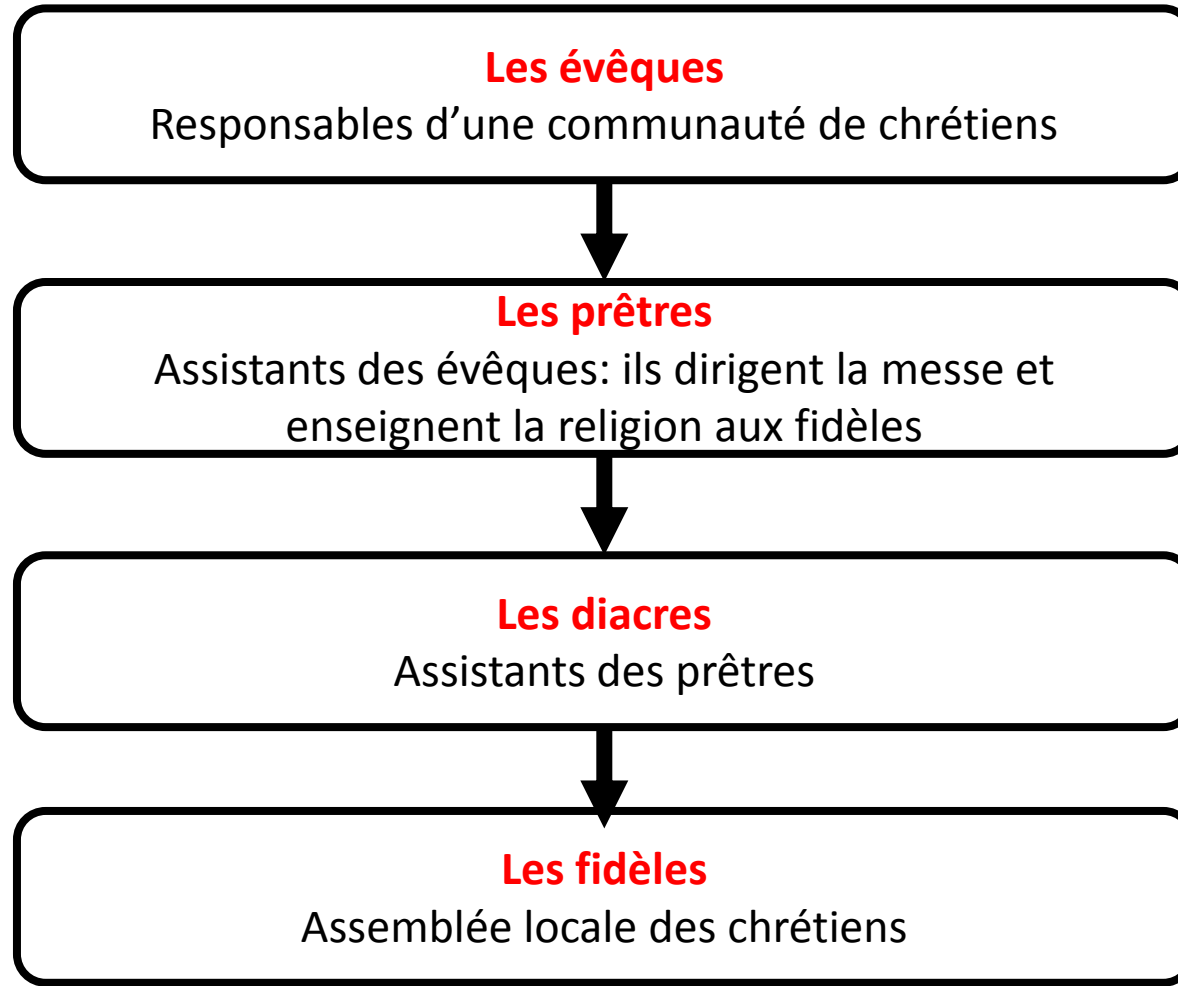 Les évêques
Responsables d’une communauté de chrétiens
Les prêtres
Assistants des évêques: ils dirigent la messe et
enseignent la religion aux fidèles
Les diacres
Assistants des prêtres
Les fidèles
Assemblée locale des chrétiens